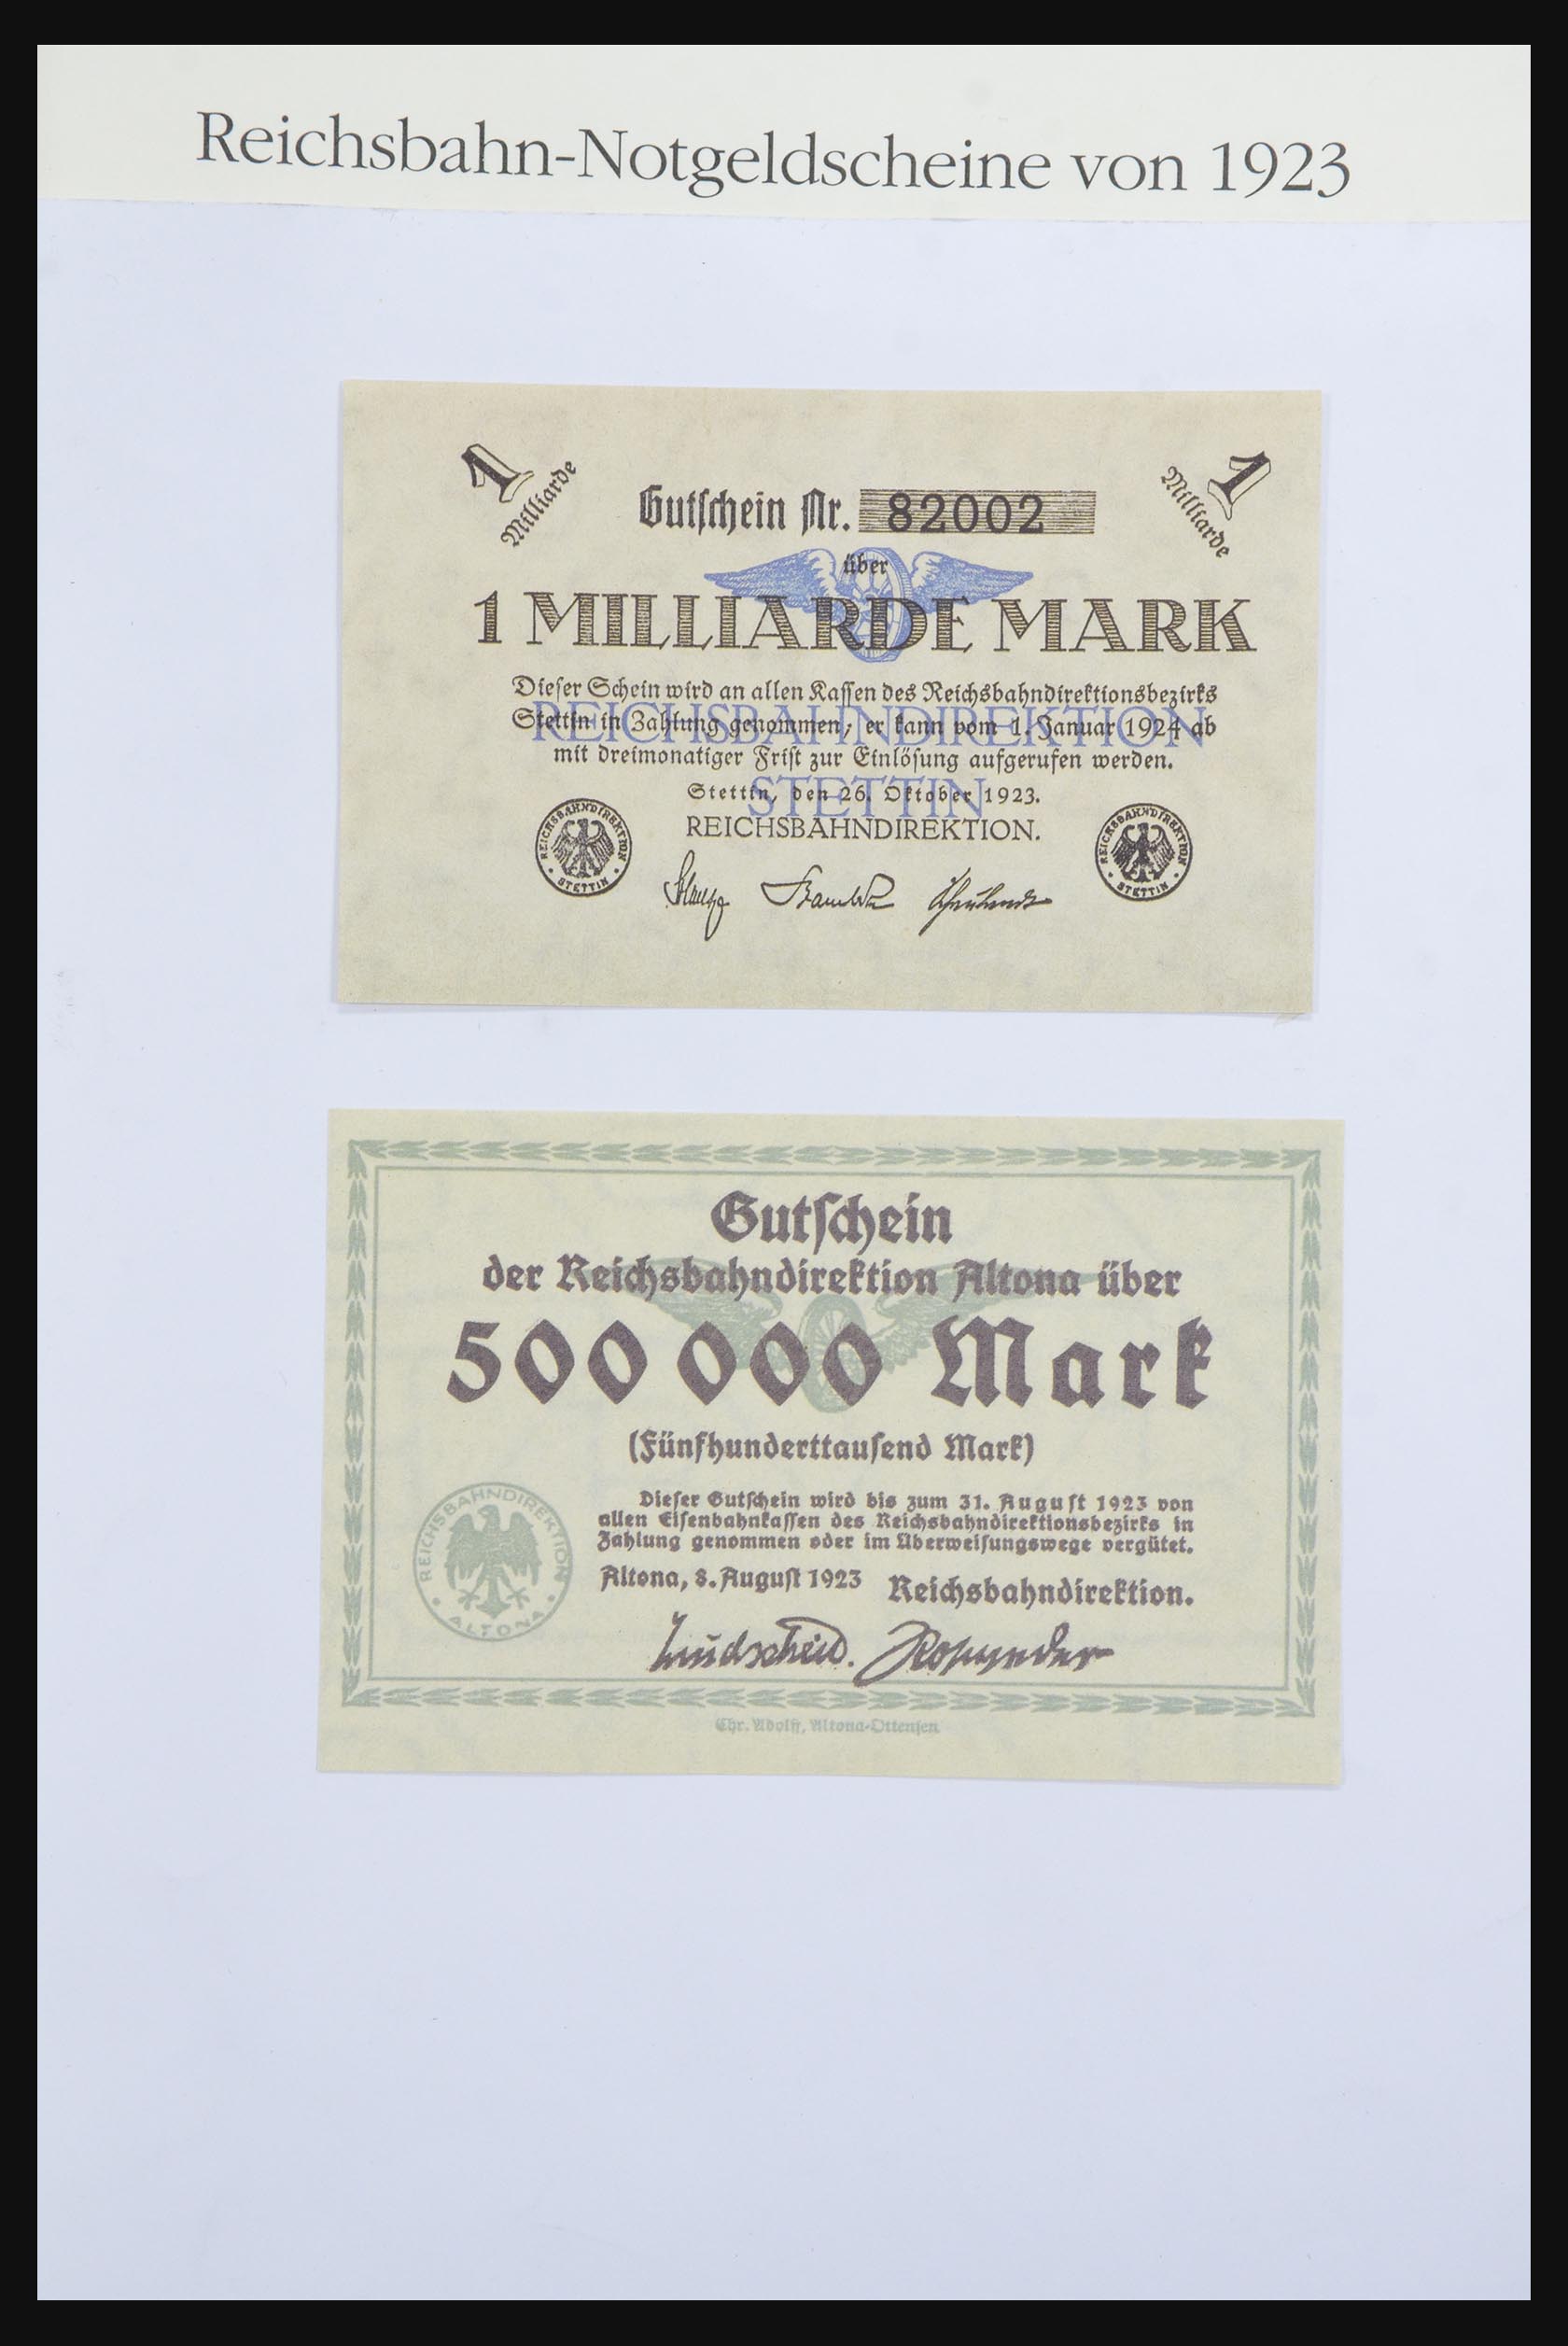 Reichsbahn-Notgeldscheine von 1923
1 Milliarde
1 Milliarde
Gutschein Nr. 82002
über
1 MILLIARDE MARK
Dieser Schein wird an allen Kassen des Reichsbahndirektionsbezirks
Stettin in Zahlung genommen, er kann vom 1. Januar 1924 ab
mit dreimonatiger Frist zur Einlösung aufgerufen werden.
REICHSBAHNDIREKTION
STETTIN
Stettin, den 26. Oktober 1923.
REICHSBAHNDIREKTION.
REICHSBAHNDIREKTION • STETTIN •
REICHSBAHNDIREKTION • STETTIN •
Gutschein
der Reichsbahndirektion Altona über
500 000 Mark
(Fünfhunderttausend Mark)
Dieser Gutschein wird bis zum 31. August 1923 von
allen Eisenbahnkassen des Reichsbahndirektionsbezirks in
Zahlung genommen oder im Überweisungswege vergütet.
Altona, 8. August 1923 Reichsbahndirektion.
REICHSBAHNDIREKTION • ALTONA •
Chr. Adolff, Altona-Ottensen